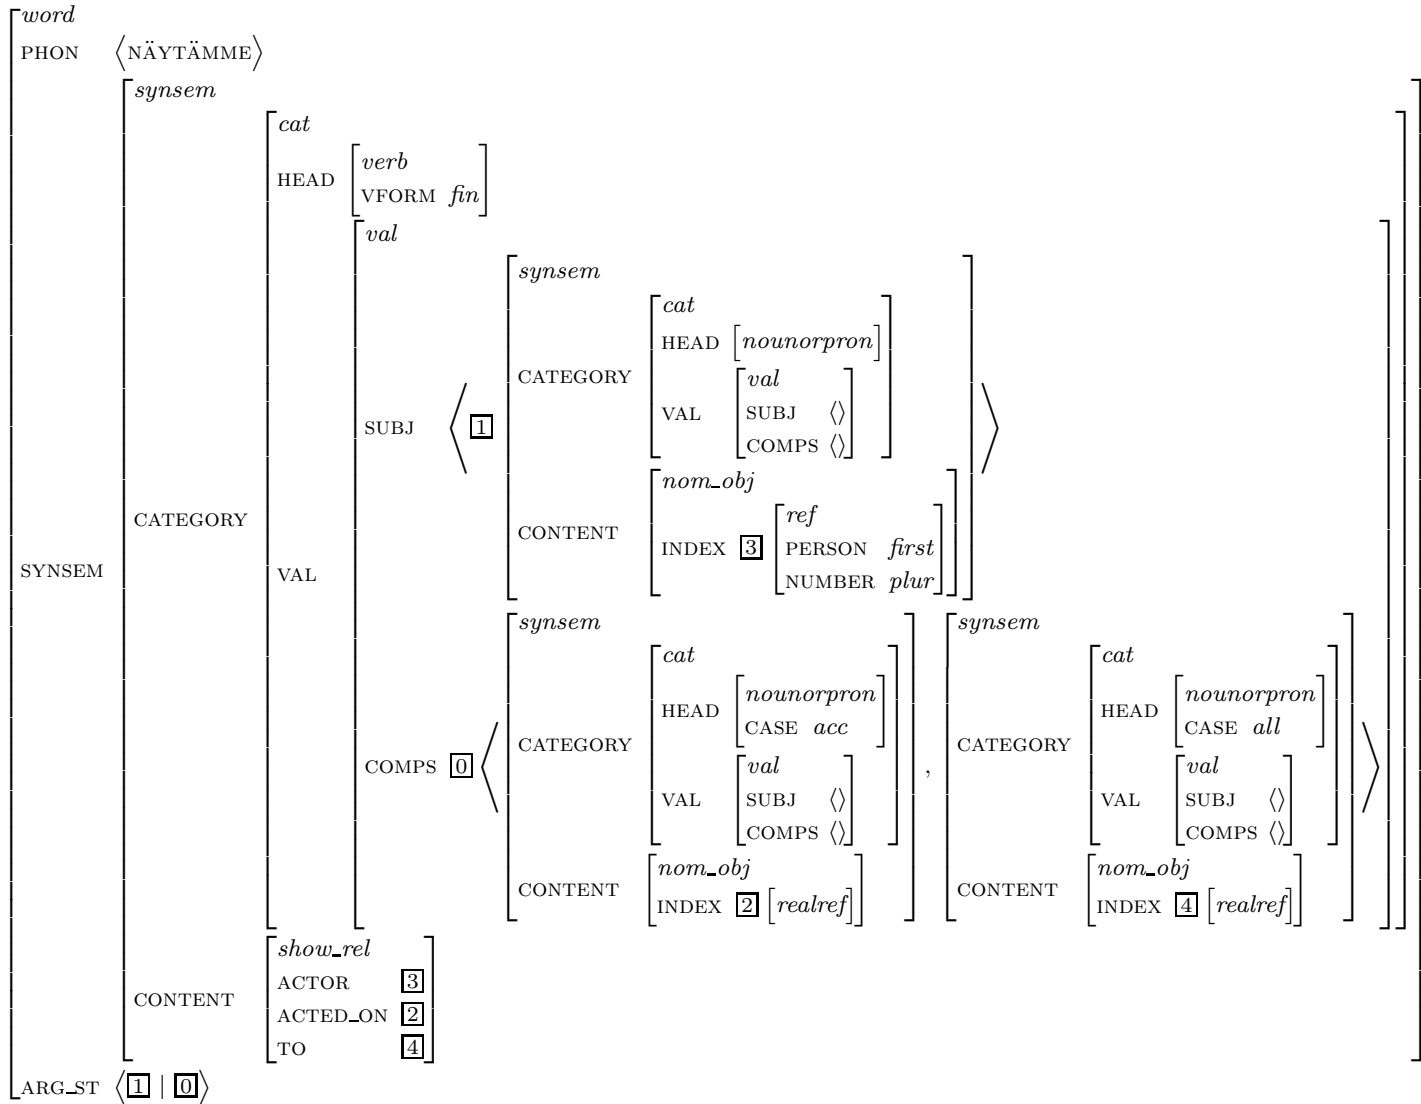 word
PHON ⟨NÄYTÄMME⟩
synsem
cat
HEAD verb
VFORM fin
val
synsem
cat
HEAD nounorpron
CATEGORY
val
VAL SUBJ ⟨⟩
COMPS ⟨⟩
SUBJ ⟨ 1 ⟩
nom_obj
ref
CONTENT INDEX 3 PERSON first
NUMBER plur
CATEGORY
SYNSEM
VAL
synsem , synsem
cat cat
HEAD nounorpron HEAD nounorpron
CASE acc CASE all
CATEGORY CATEGORY
COMPS 0 ⟨ ⟩
val val
VAL SUBJ ⟨⟩ VAL SUBJ ⟨⟩
COMPS ⟨⟩ COMPS ⟨⟩
nom_obj nom_obj
CONTENT INDEX 2 [realref] CONTENT INDEX 4 [realref]
show_rel
ACTOR 3
CONTENT
ACTED_ON 2
TO 4
ARG_ST ⟨1 | 0⟩